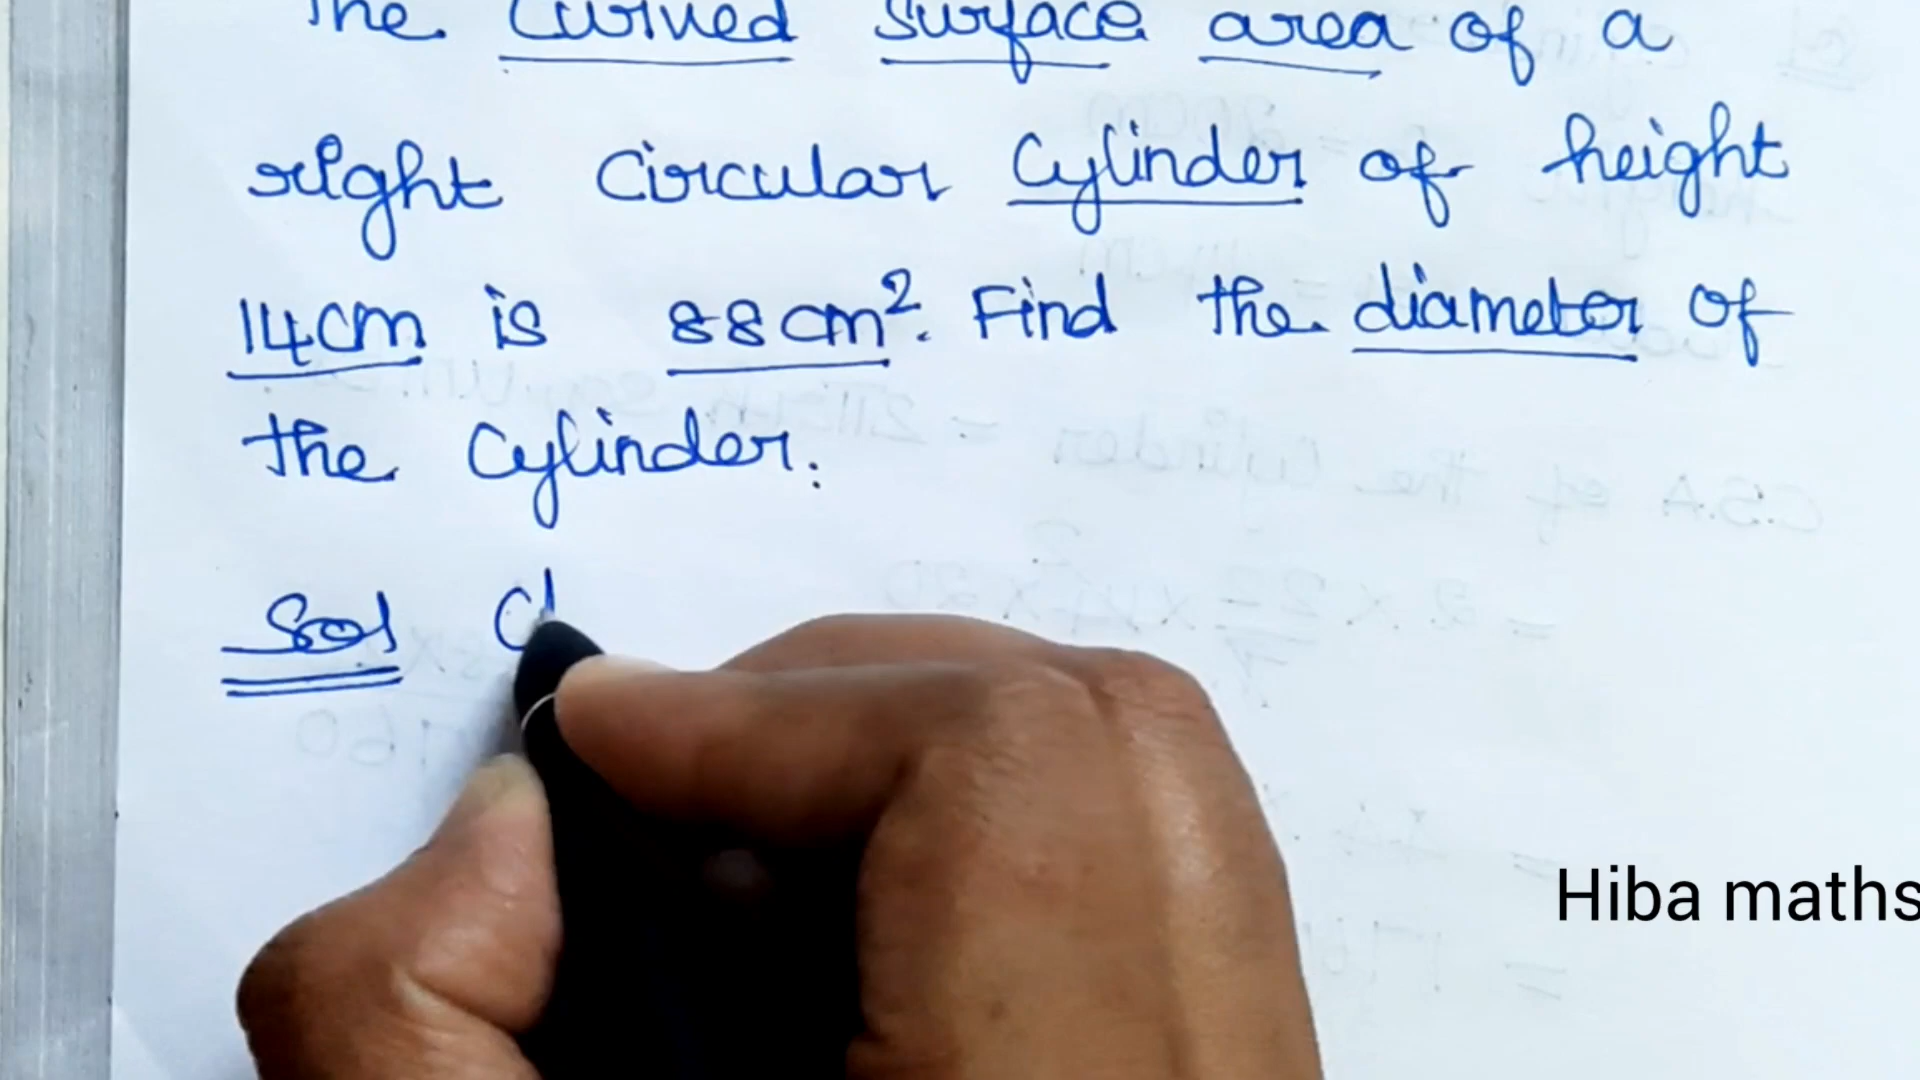 The curved surface area of a
right circular cylinder of height
14cm is 88cm². Find the diameter of
the cylinder.
Sol
Hiba maths